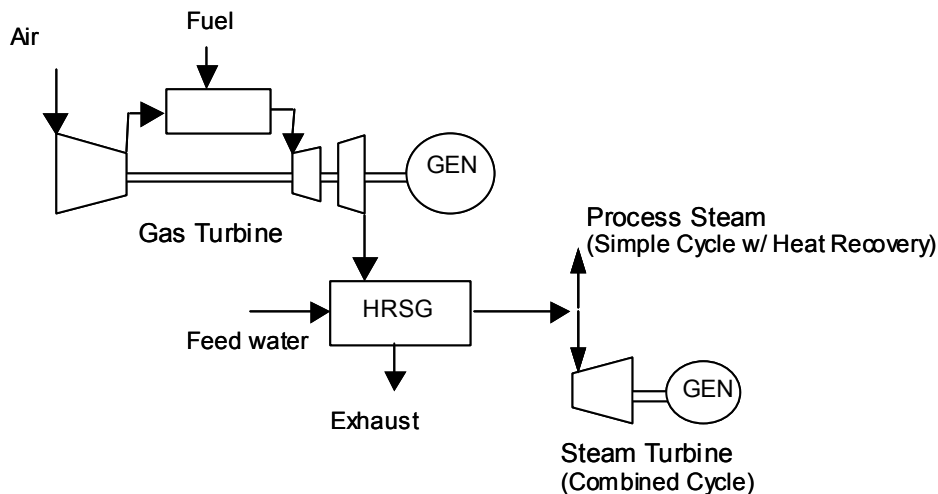 Fuel
Air
GEN
Gas Turbine
Process Steam
(Simple Cycle w/ Heat Recovery)
HRSG
Feed water
GEN
Exhaust
Steam Turbine
(Combined Cycle)